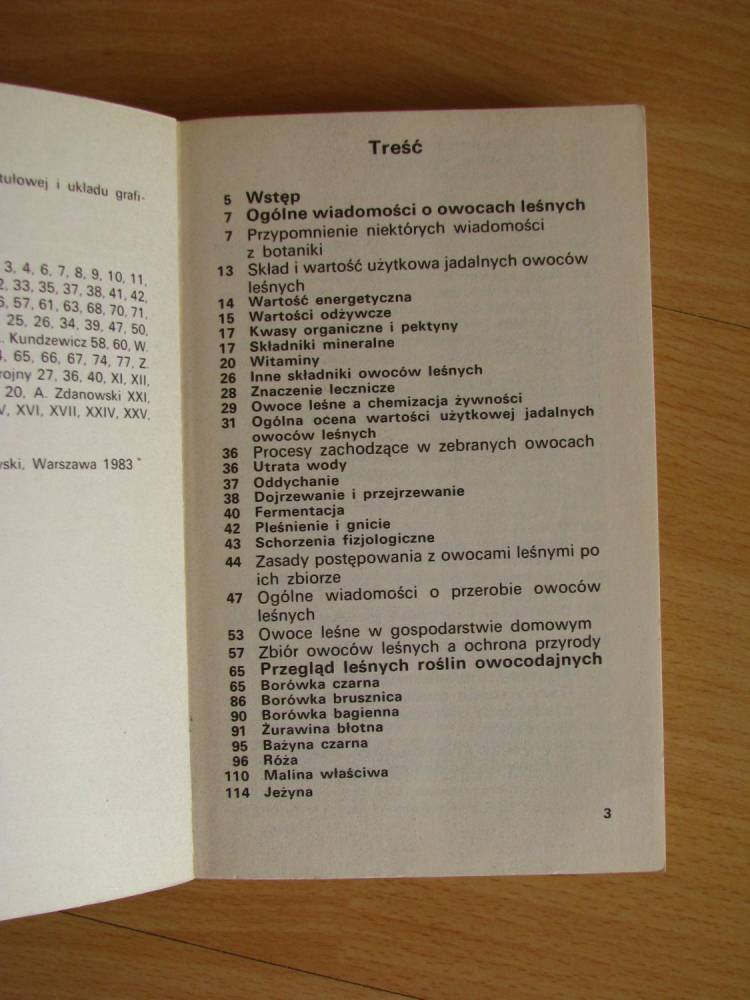 tułowej i układu grafi-
3, 4, 6, 7, 8, 9, 10, 11,
33, 35, 37, 38, 41, 42,
57, 61, 63, 68, 70, 71,
25, 26, 34, 39, 47, 50,
Kundzewicz 58, 60, W.
65, 66, 67, 74, 77, Z.
rojny 27, 36, 40, XI, XII,
20, A. Zdanowski XXI,
XVI, XVII, XXIV, XXV,
ski, Warszawa 1983
Treść
5 Wstęp
7 Ogólne wiadomości o owocach leśnych
7 Przypomnienie niektórych wiadomości
z botaniki
13 Skład i wartość użytkowa jadalnych owoców
leśnych
14 Wartość energetyczna
15 Wartości odżywcze
17 Kwasy organiczne i pektyny
17 Składniki mineralne
20 Witaminy
26 Inne składniki owoców leśnych
28 Znaczenie lecznicze
29 Owoce leśne a chemizacja żywności
31 Ogólna ocena wartości użytkowej jadalnych
owoców leśnych
36 Procesy zachodzące w zebranych owocach
36 Utrata wody
37 Oddychanie
38 Dojrzewanie i przejrzewanie
40 Fermentacja
42 Pleśnienie i gnicie
43 Schorzenia fizjologiczne
44 Zasady postępowania z owocami leśnymi po
ich zbiorze
47 Ogólne wiadomości o przerobie owoców
leśnych
53 Owoce leśne w gospodarstwie domowym
57 Zbiór owoców leśnych a ochrona przyrody
65 Przegląd leśnych roślin owocodajnych
65 Borówka czarna
86 Borówka brusznica
90 Borówka bagienna
91 Żurawina błotna
95 Bażyna czarna
96 Róża
110 Malina właściwa
114 Jeżyna
3